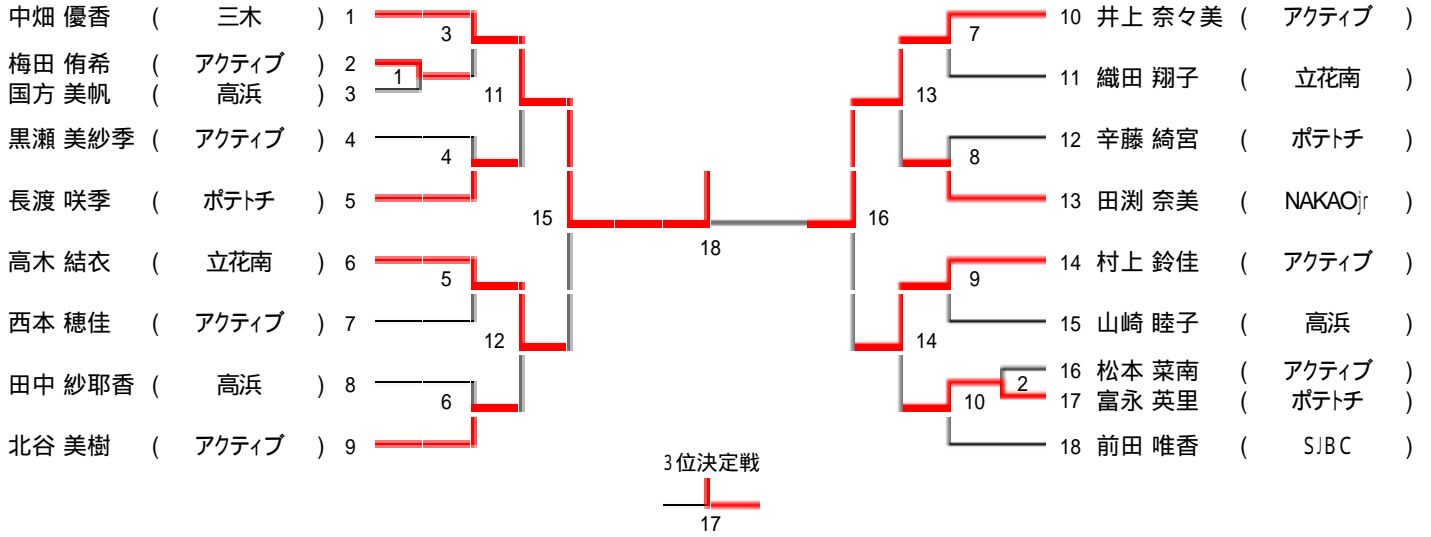 中畑 優香 ( 三木 ) 1
梅田 侑希 ( アクティブ ) 2
国方 美帆 ( 高浜 ) 3
黒瀬 美紗季 ( アクティブ ) 4
長渡 咲季 ( ポテトチ ) 5
高木 結衣 ( 立花南 ) 6
西本 穂佳 ( アクティブ ) 7
田中 紗耶香 ( 高浜 ) 8
北谷 美樹 ( アクティブ ) 9
3
1
11
4
15
5
12
6
18
3位決定戦
17
7
13
8
16
9
14
2
10
10 井上 奈々美 ( アクティブ )
11 織田 翔子 ( 立花南 )
12 辛藤 綺宮 ( ポテトチ )
13 田渕 奈美 ( NAKAOjr )
14 村上 鈴佳 ( アクティブ )
15 山崎 睦子 ( 高浜 )
16 松本 菜南 ( アクティブ )
17 富永 英里 ( ポテトチ )
18 前田 唯香 ( SJBC )